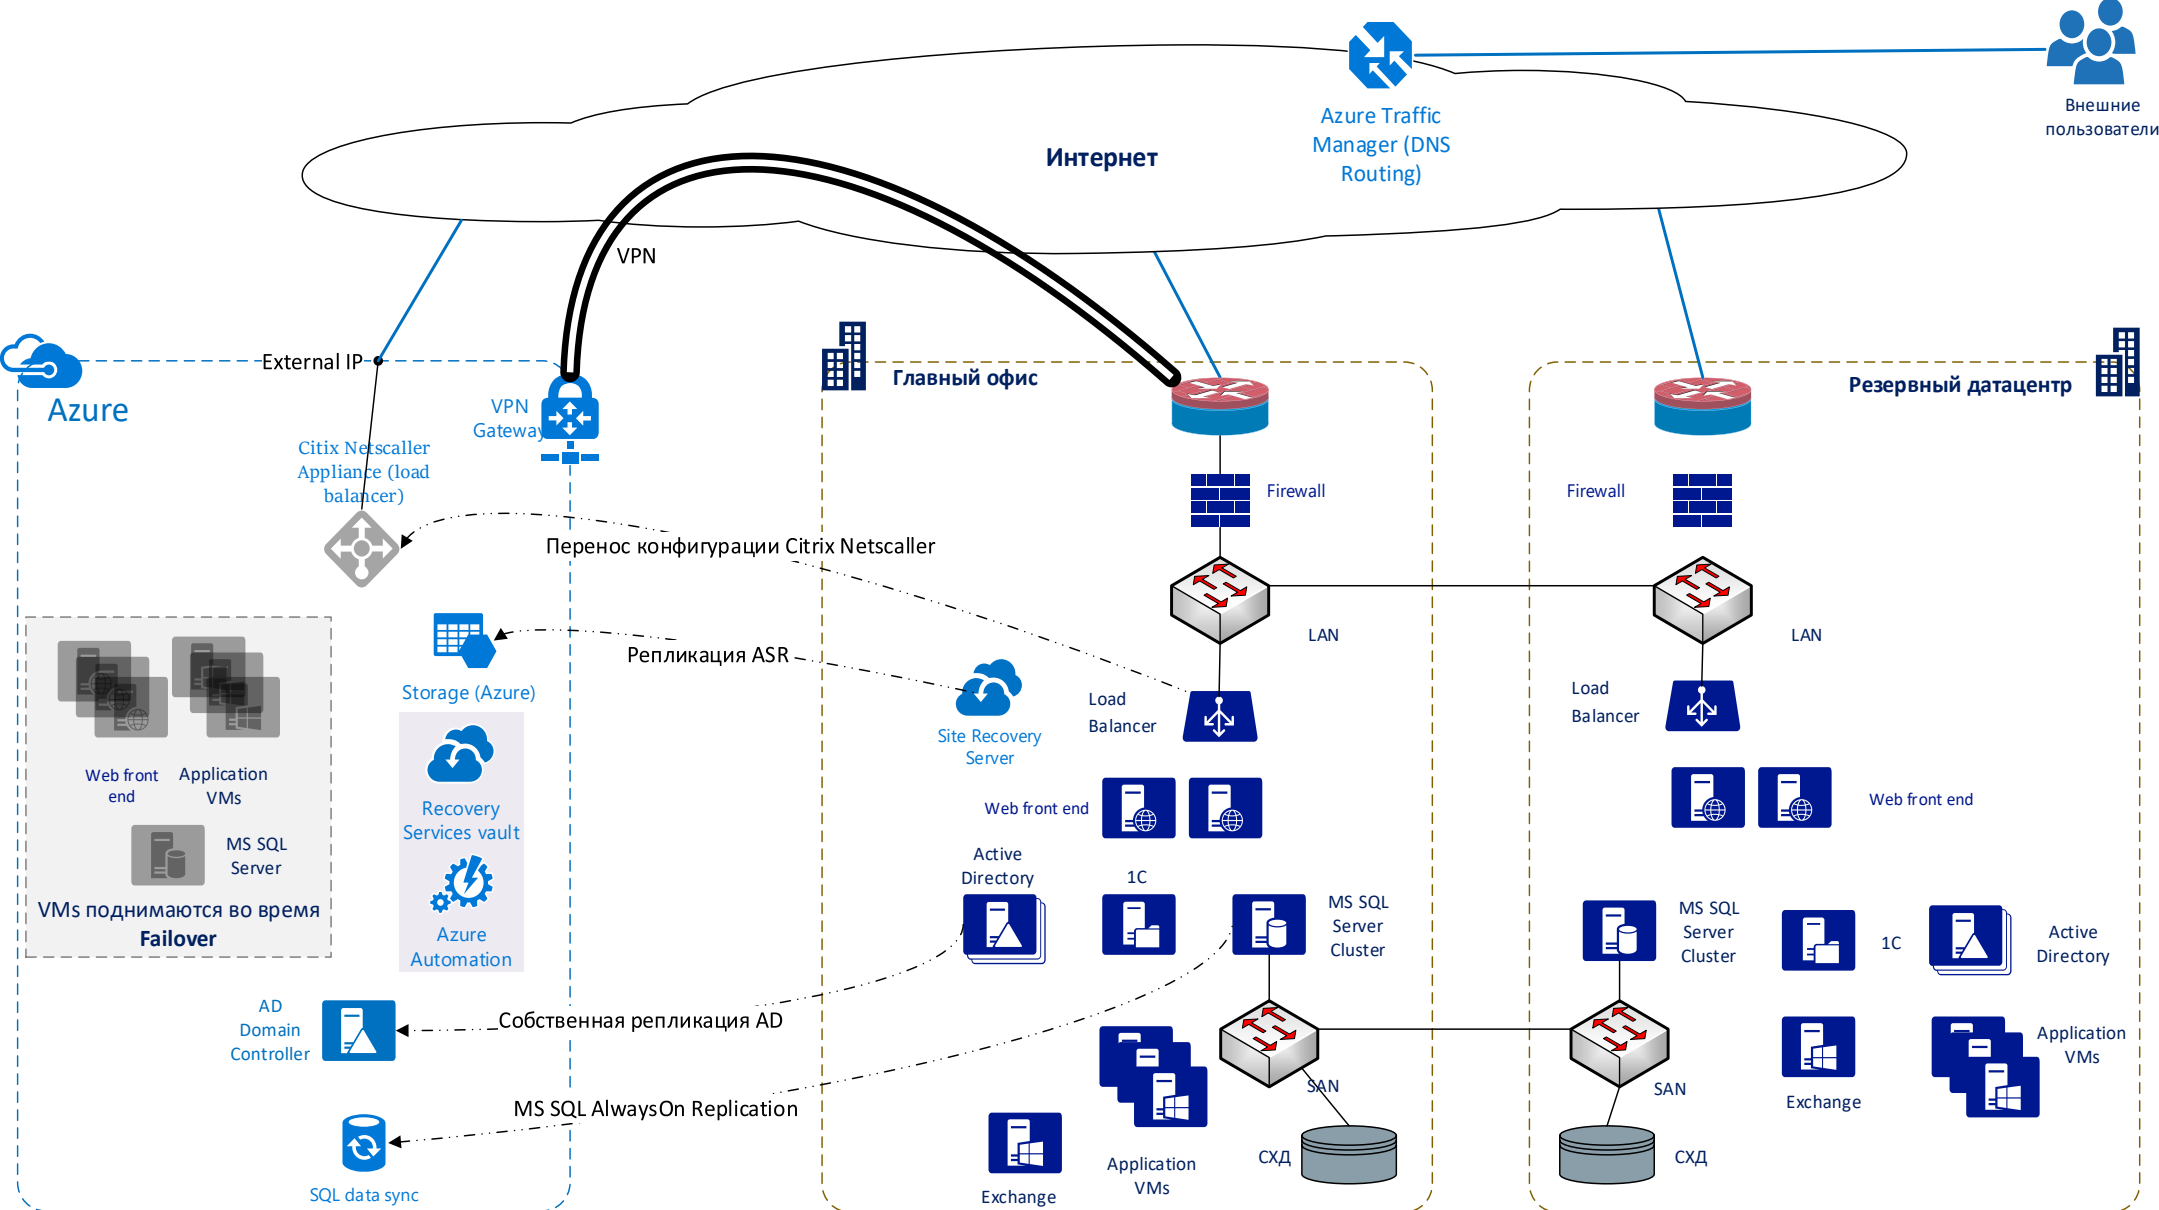 Внешние
пользователи
Azure Traffic
Manager (DNS
Routing)
Интернет
VPN
External IP
Azure
VPN
Gateway
Citix Netscaller
Appliance (load
balancer)
Главный офис
Резервный датацентр
Firewall
Firewall
Перенос конфигурации Citrix Netscaller
LAN
LAN
Репликация ASR
Storage (Azure)
Site Recovery
Server
Load
Balancer
Load
Balancer
Web front
end
Application
VMs
Recovery
Services vault
Web front end
Web front end
MS SQL
Server
VMs поднимаются во время
Failover
Azure
Automation
Active
Directory
1C
MS SQL
Server
Cluster
MS SQL
Server
Cluster
1C
Active
Directory
AD
Domain
Controller
Собственная репликация AD
MS SQL AlwaysOn Replication
SQL data sync
SAN
SAN
Exchange
Application
VMs
СХД
СХД
Exchange
Application
VMs